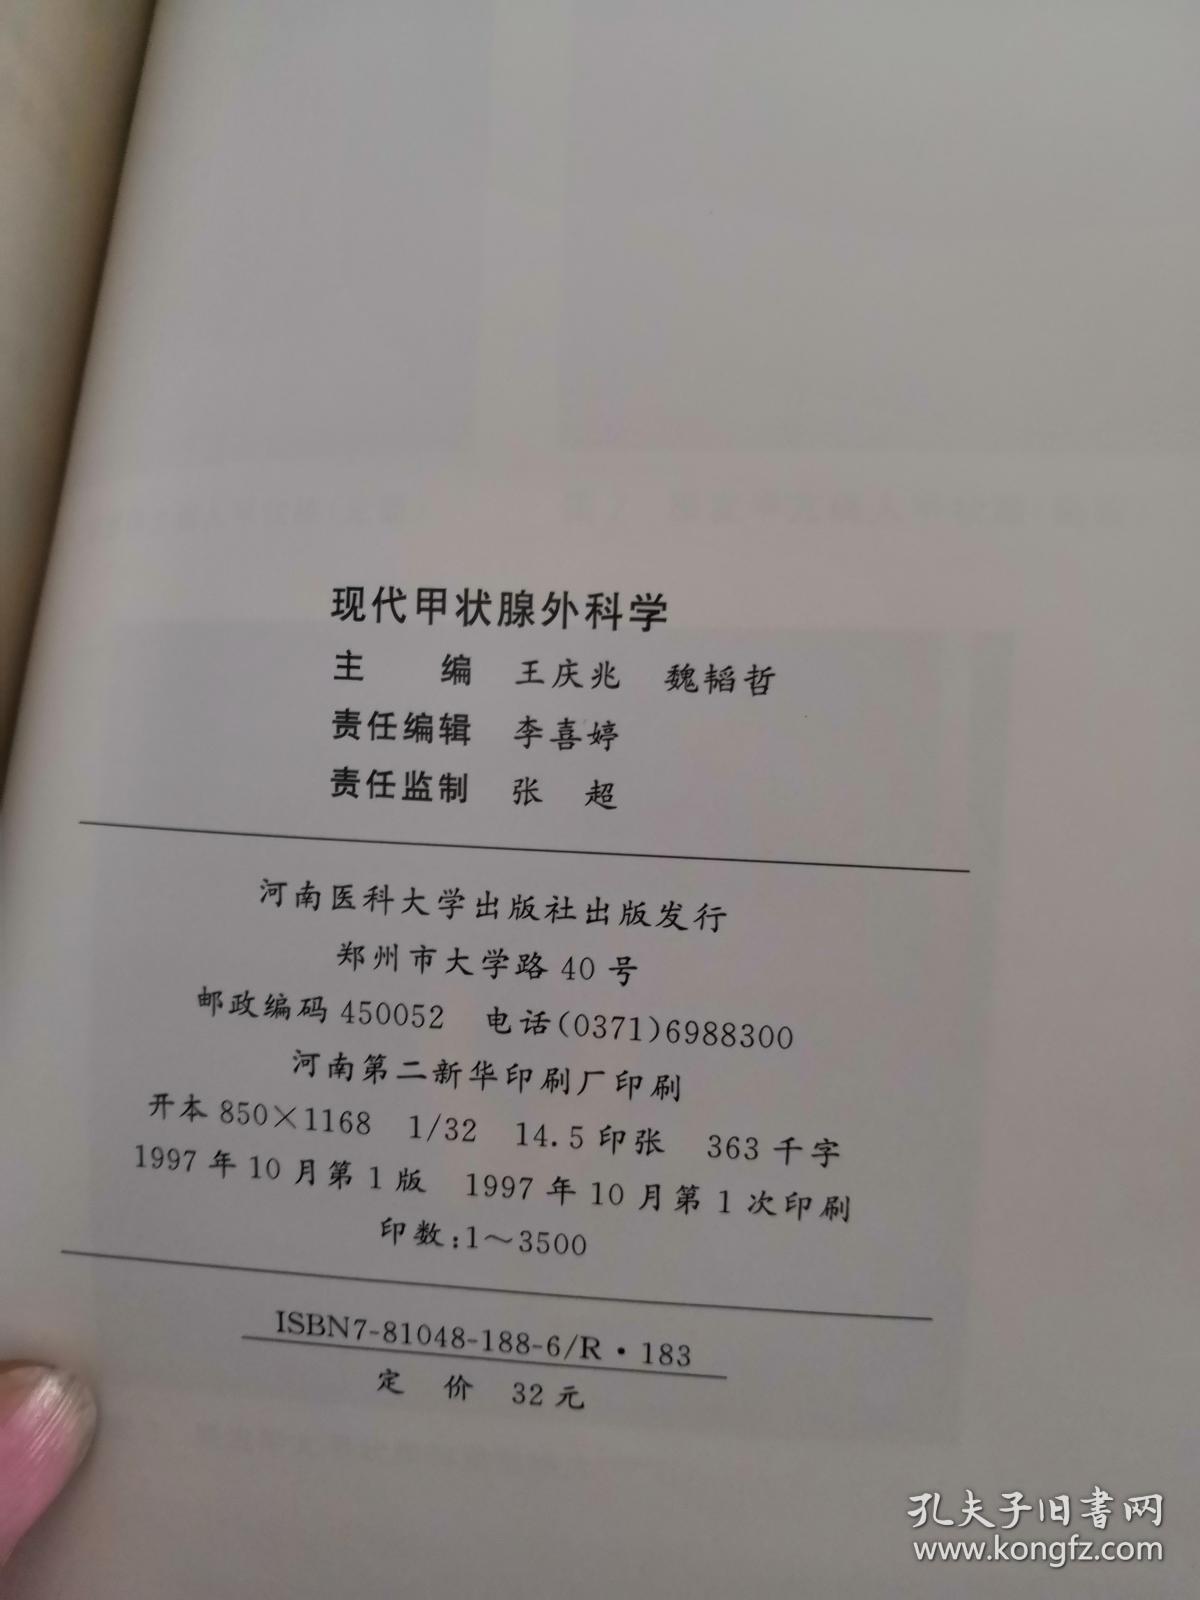 现代甲状腺外科学
主 编 王庆兆 魏韬哲
责任编辑 李喜婷
责任监制 张 超
河南医科大学出版社出版发行
郑州市大学路40号
邮政编码450052 电话(0371)6988300
河南第二新华印刷厂印刷
开本850×1168 1/32 14.5印张 363千字
1997年10月第1版 1997年10月第1次印刷
印数:1～3500
ISBN7-81048-188-6/R·183
定 价 32元
孔夫子旧书网
www.kongfz.com